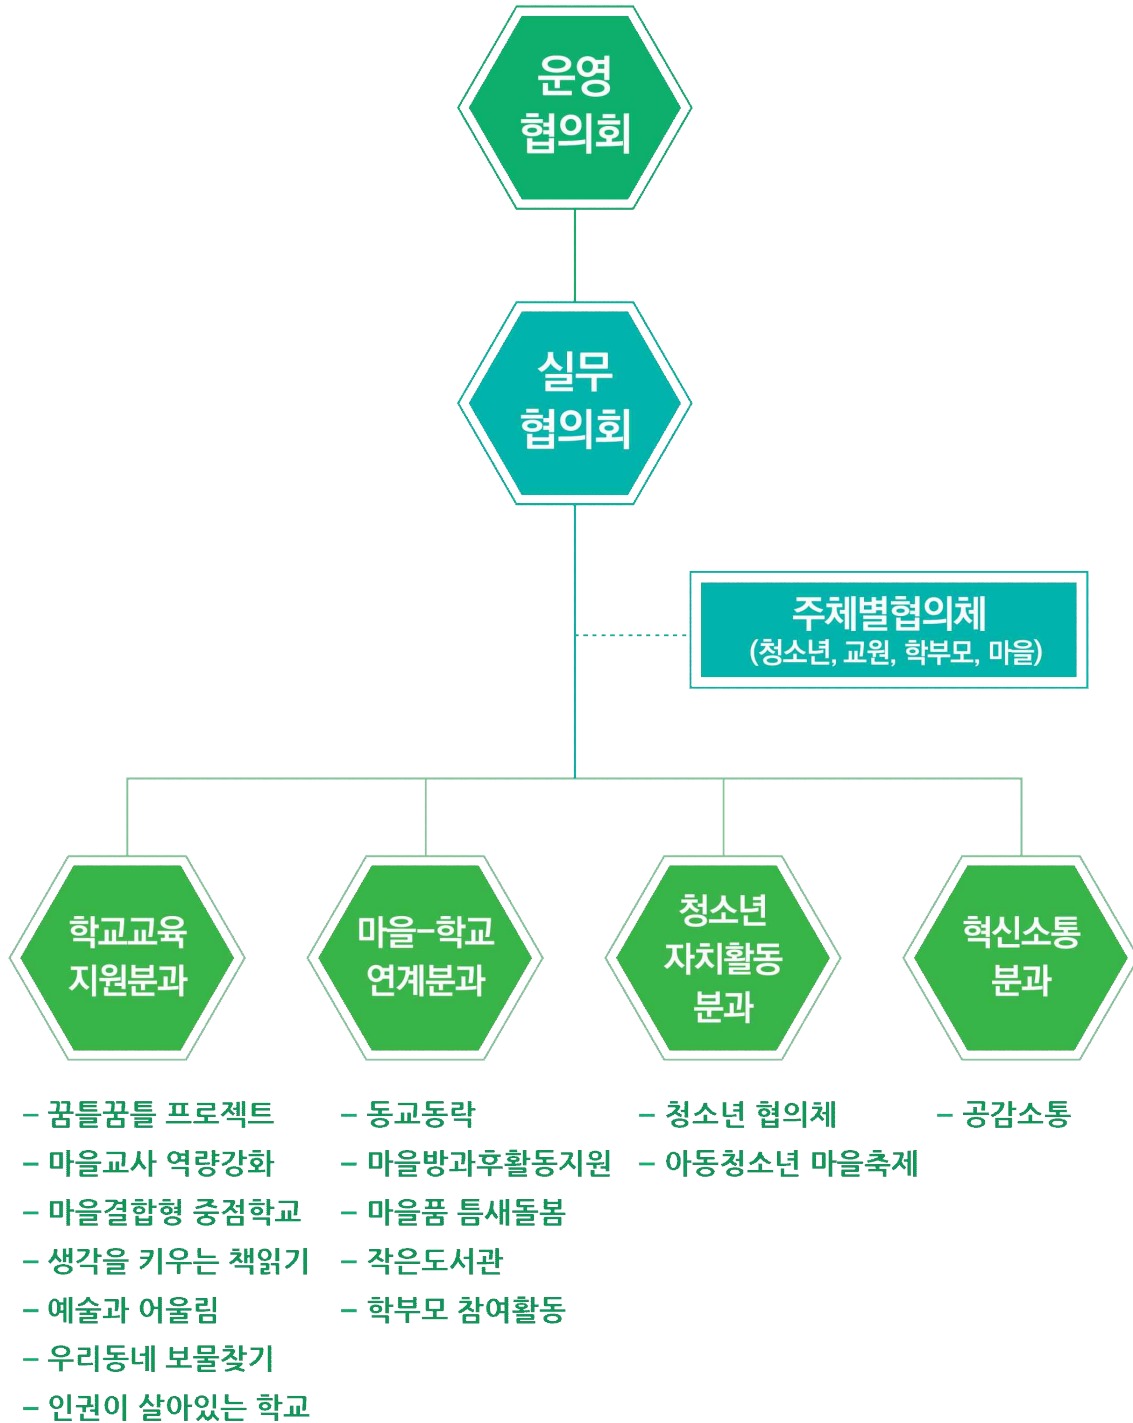 운영
협의회
실무
협의회
주체별협의체
(청소년, 교원, 학부모, 마을)
학교교육
지원분과
마을-학교
연계분과
청소년
자치활동
분과
혁신소통
분과
– 꿈틀꿈틀 프로젝트
– 마을교사 역량강화
– 마을결합형 중점학교
– 생각을 키우는 책읽기
– 예술과 어울림
– 우리동네 보물찾기
– 인권이 살아있는 학교
– 동교동락
– 마을방과후활동지원
– 마을품 틈새돌봄
– 작은도서관
– 학부모 참여활동
– 청소년 협의체
– 아동청소년 마을축제
– 공감소통